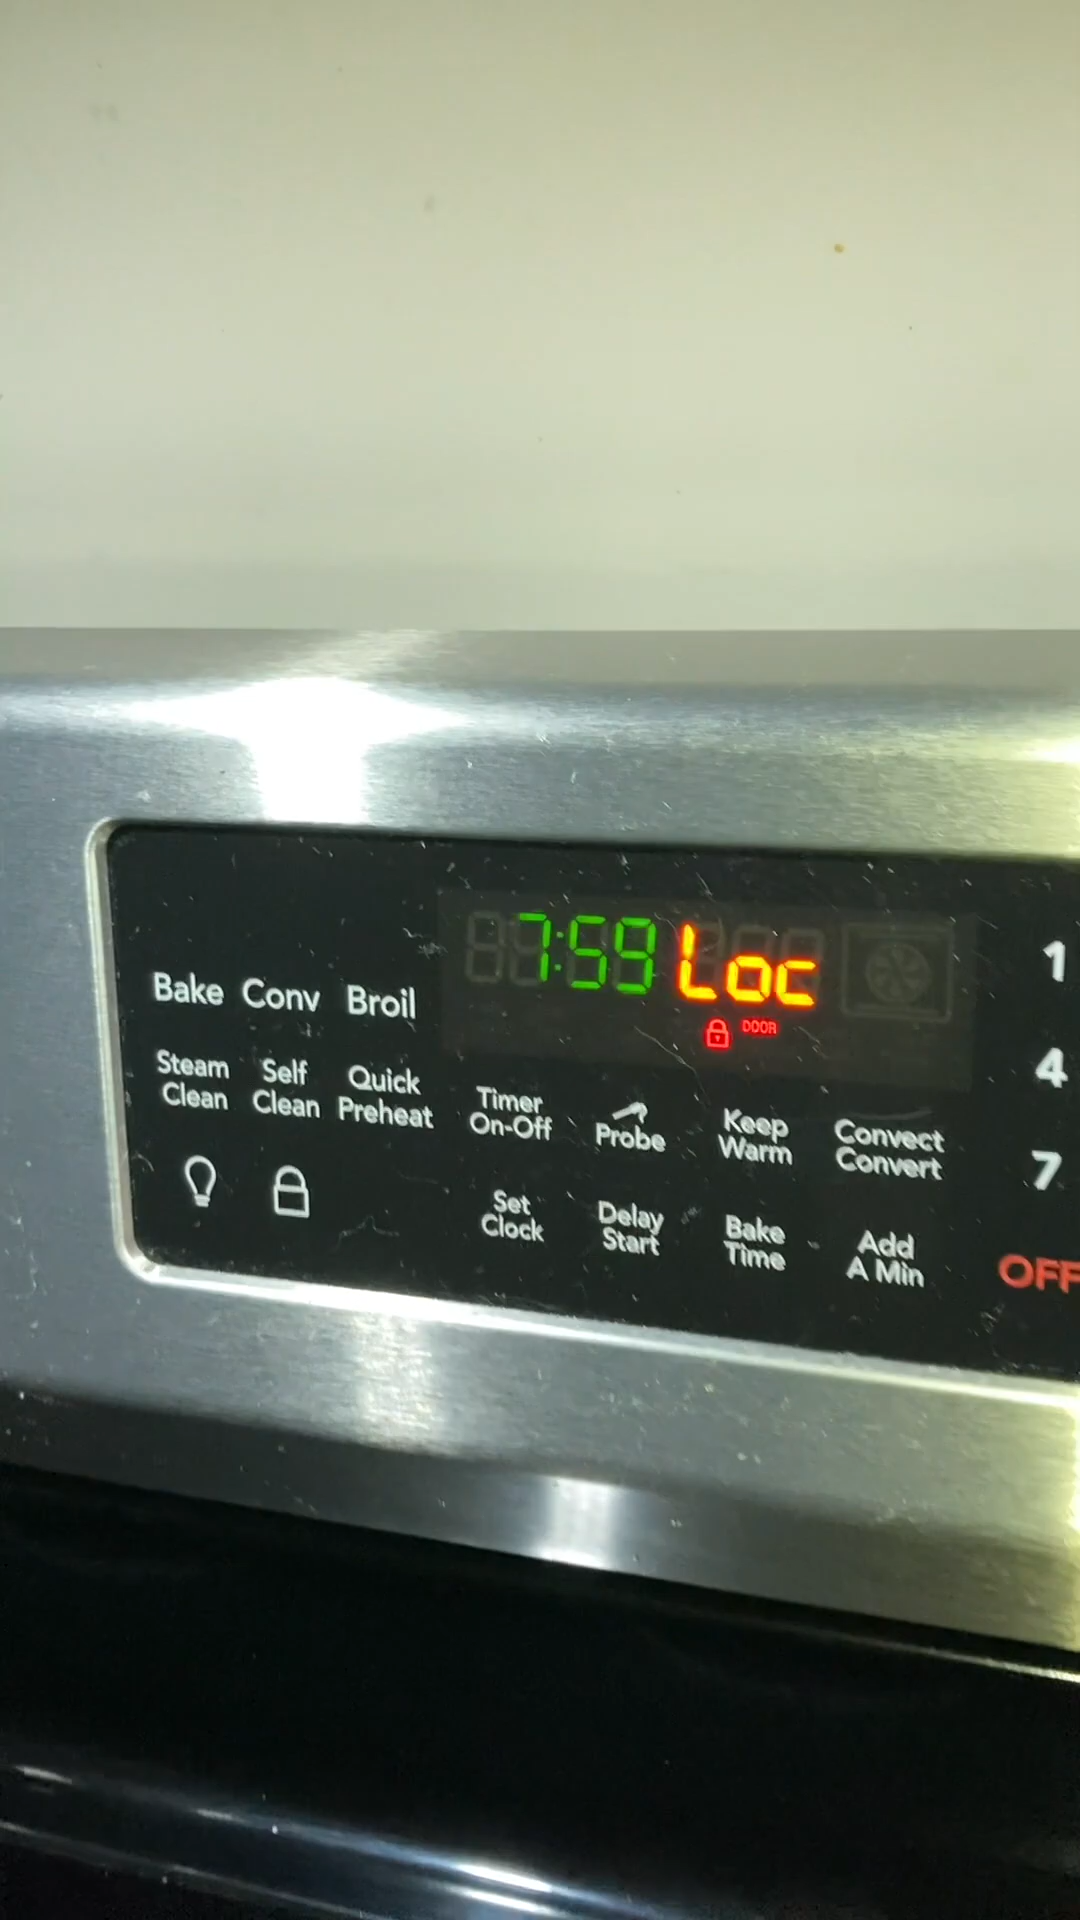 7:59 Loc
DOOR
1
Bake Conv Broil
Steam Clean
Self Clean
Quick Preheat
Timer On-Off
Probe
Keep Warm
Convect Convert
4
7
Set Clock
Delay Start
Bake Time
Add A Min
OFF